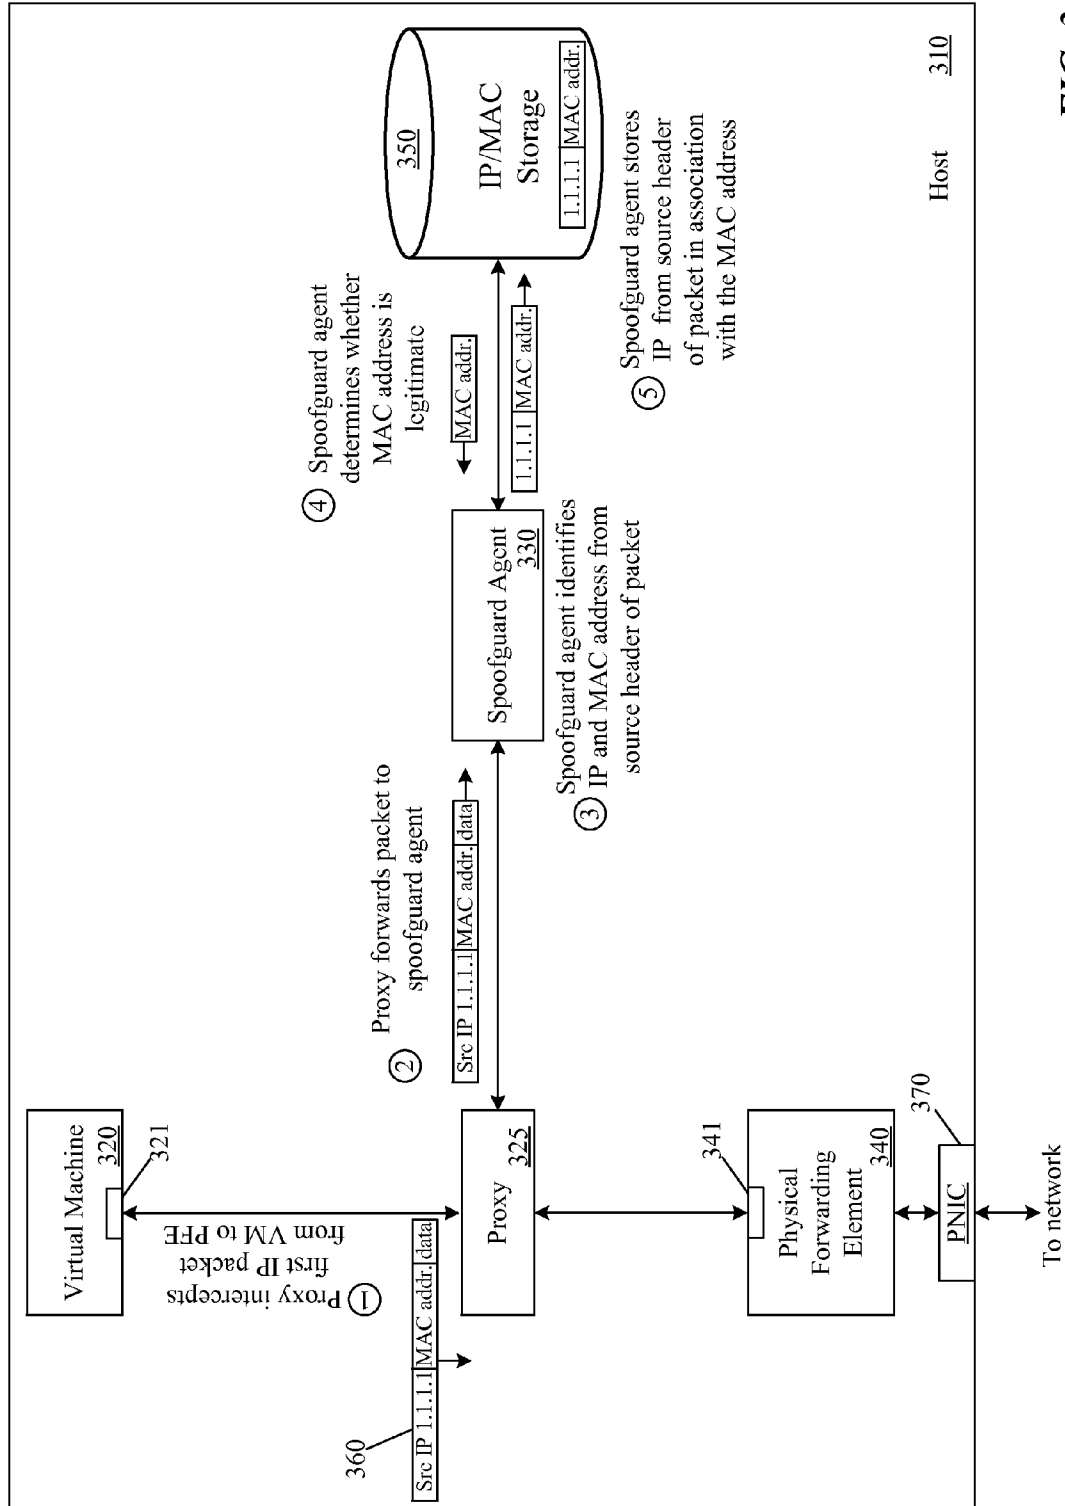 Virtual Machine
320
321
① Proxy intercepts
first IP packet
from VM to PFE
360
Src IP 1.1.1.1 MAC addr. data
Proxy
325
② Proxy forwards packet to
spoofguard agent
Src IP 1.1.1.1 MAC addr. data
Spoofguard Agent
330
③ Spoofguard agent identifies
IP and MAC address from
source header of packet
④ Spoofguard agent
determines whether
MAC address is
legitimate
MAC addr.
1.1.1.1 MAC addr.
350
IP/MAC
Storage
1.1.1.1 MAC addr.
⑤ Spoofguard agent stores
IP from source header
of packet in association
with the MAC address
341
Physical
Forwarding
Element
340
370
PNIC
To network
Host
310